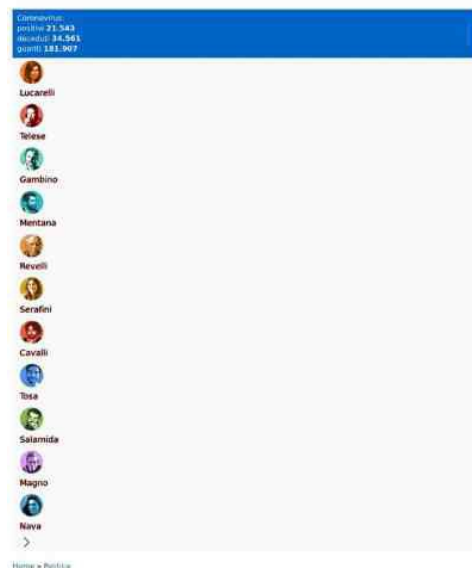 Coronavirus:
positivi 21.543
deceduti 34.561
guariti 181.907
Lucarelli
Telese
Gambino
Mentana
Revelli
Serafini
Cavalli
Tosa
Salamida
Magno
Nava
Home » Politica